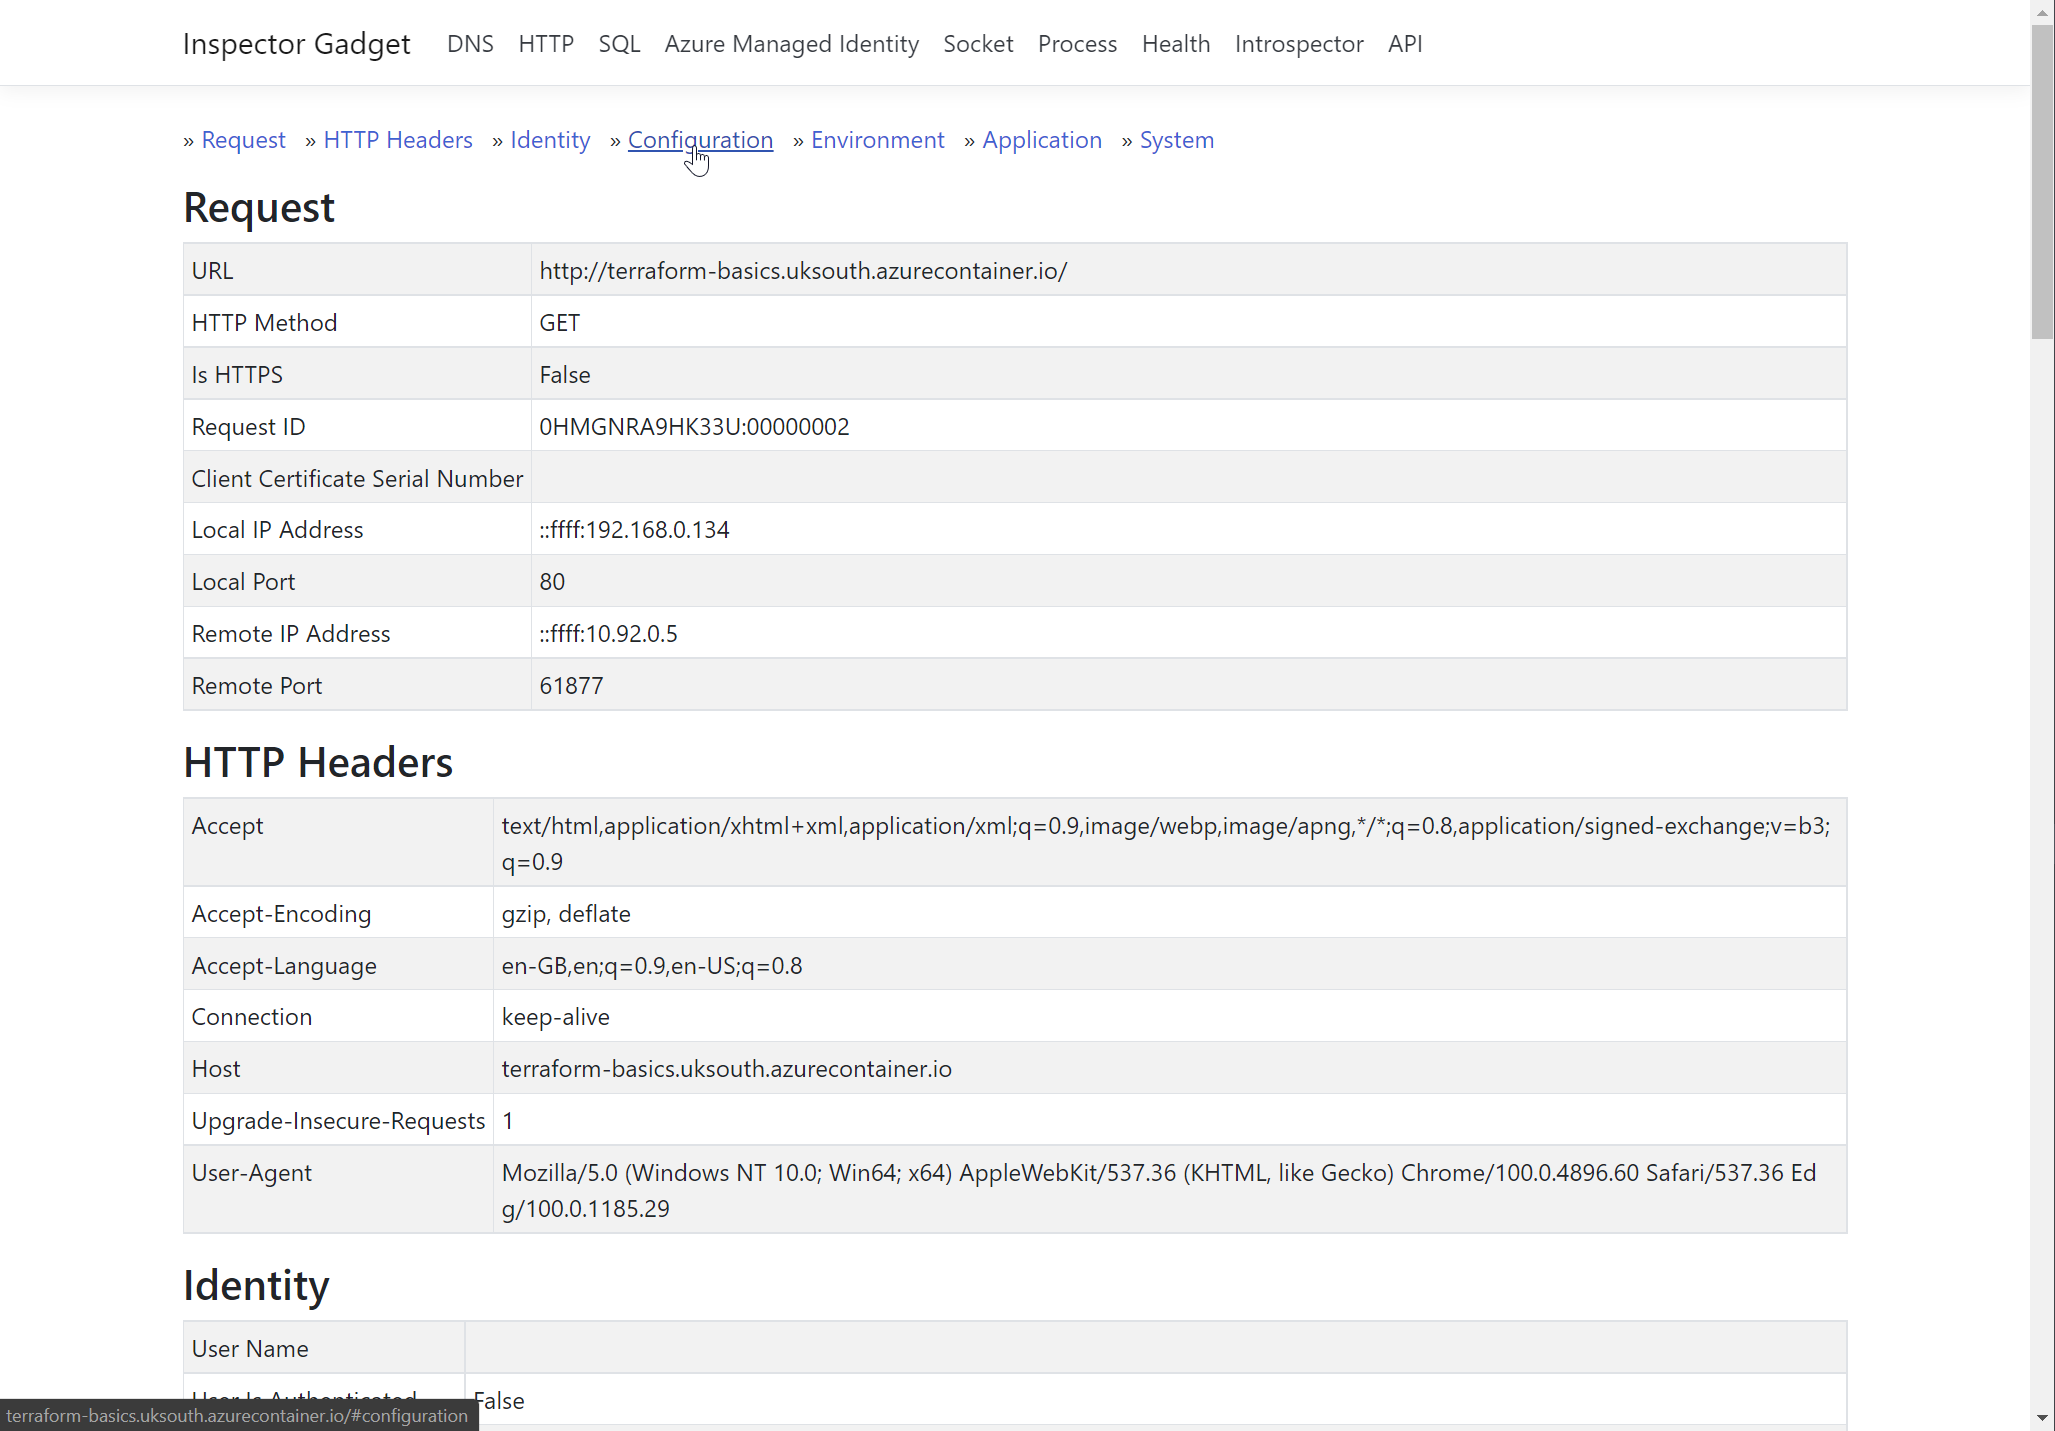 Inspector Gadget DNS HTTP SQL Azure Managed Identity Socket Process Health Introspector API
» Request » HTTP Headers » Identity » Configuration » Environment » Application » System
Request
URL http://terraform-basics.uksouth.azurecontainer.io/
HTTP Method GET
Is HTTPS False
Request ID 0HMGNRA9HK33U:00000002
Client Certificate Serial Number
Local IP Address ::ffff:192.168.0.134
Local Port 80
Remote IP Address ::ffff:10.92.0.5
Remote Port 61877
HTTP Headers
Accept text/html,application/xhtml+xml,application/xml;q=0.9,image/webp,image/apng,*/*;q=0.8,application/signed-exchange;v=b3;
q=0.9
Accept-Encoding gzip, deflate
Accept-Language en-GB,en;q=0.9,en-US;q=0.8
Connection keep-alive
Host terraform-basics.uksouth.azurecontainer.io
Upgrade-Insecure-Requests 1
User-Agent Mozilla/5.0 (Windows NT 10.0; Win64; x64) AppleWebKit/537.36 (KHTML, like Gecko) Chrome/100.0.4896.60 Safari/537.36 Ed
g/100.0.1185.29
Identity
User Name
User Is Authenticated False
terraform-basics.uksouth.azurecontainer.io/#configuration